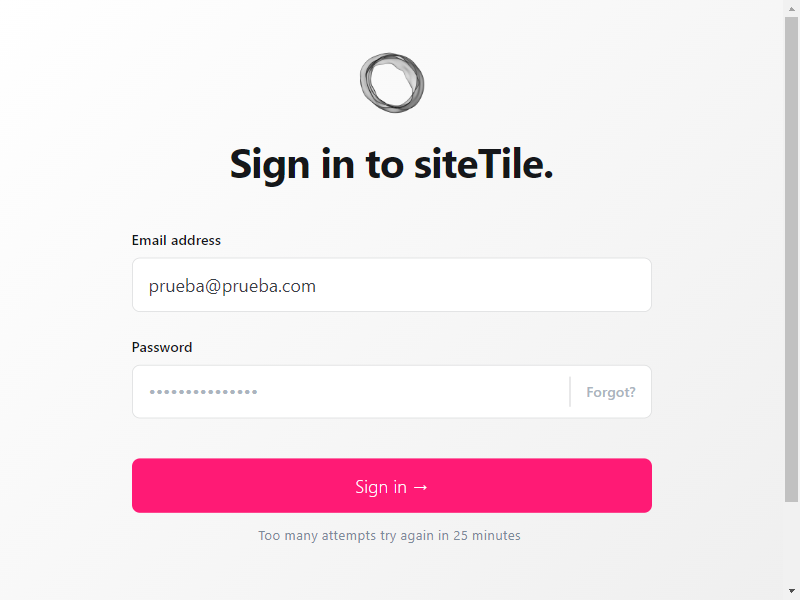 Sign in to siteTile.
Email address
prueba@prueba.com
Password
•••••••••••••••
Forgot?
Sign in →
Too many attempts try again in 25 minutes